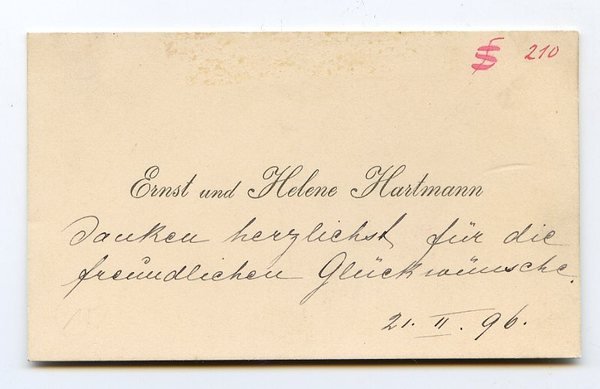 $ 210
Ernst und Helene Hartmann
Danken herzlichst für die
freundlichen Glückwünsche.
21. II. 96.